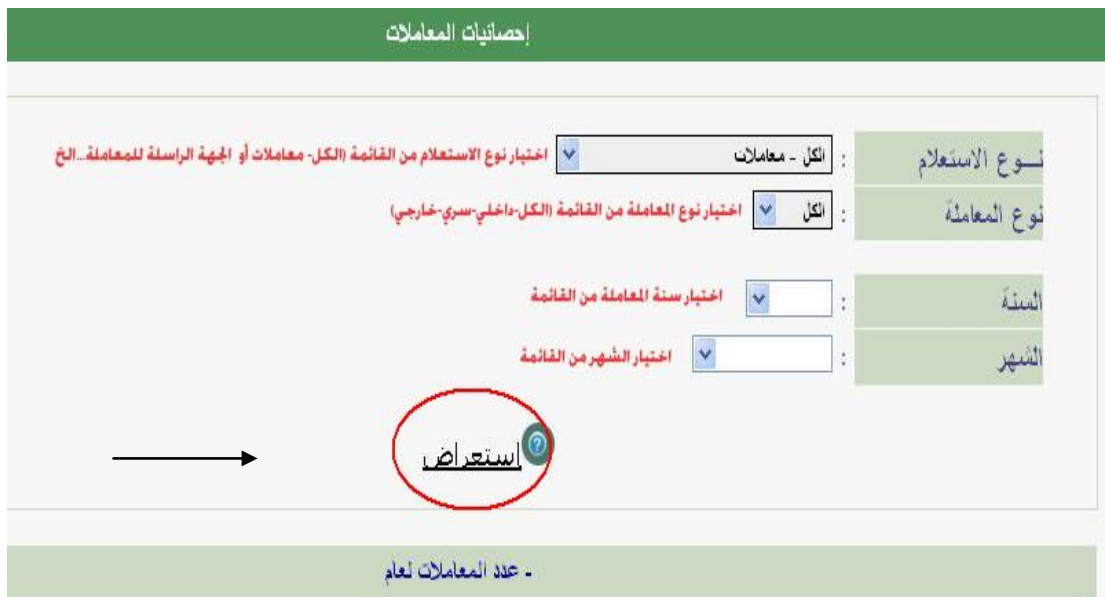 إحصائيات المعاملات
نــوع الاستعلام : الكل - معاملات اختيار نوع الاستعلام من القائمة (الكل- معاملات أو الجهة الراسلة للمعاملة...الخ
نوع المعاملة : الكل اختيار نوع المعاملة من القائمة (الكل-داخلي-سري-خارجي)
السنة : اختيار سنة المعاملة من القائمة
الشهر : اختيار الشهر من القائمة
استعراض
- عدد المعاملات لعام